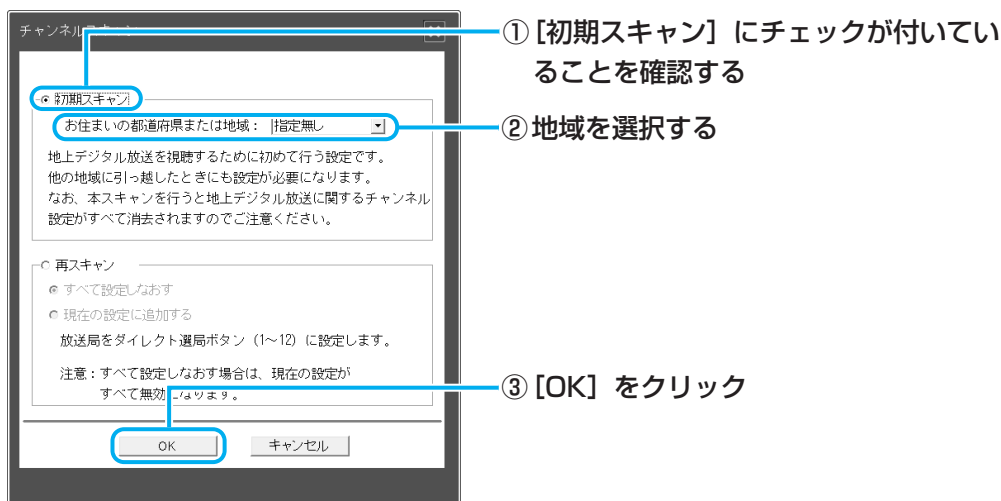 チャンネル
① [初期スキャン] にチェックが付いてい
ることを確認する
初期スキャン
お住まいの都道府県または地域： 指定無し
② 地域を選択する
地上デジタル放送を視聴するために初めて行う設定です。
他の地域に引っ越したときにも設定が必要になります。
なお、本スキャンを行うと地上デジタル放送に関するチャンネル
設定がすべて消去されますのでご注意ください。
再スキャン
すべて設定しなおす
現在の設定に追加する
放送局をダイレクト選局ボタン（1～12）に設定します。
注意：すべて設定しなおす場合は、現在の設定が
すべて無効になります。
③ [OK] をクリック
OK
キャンセル